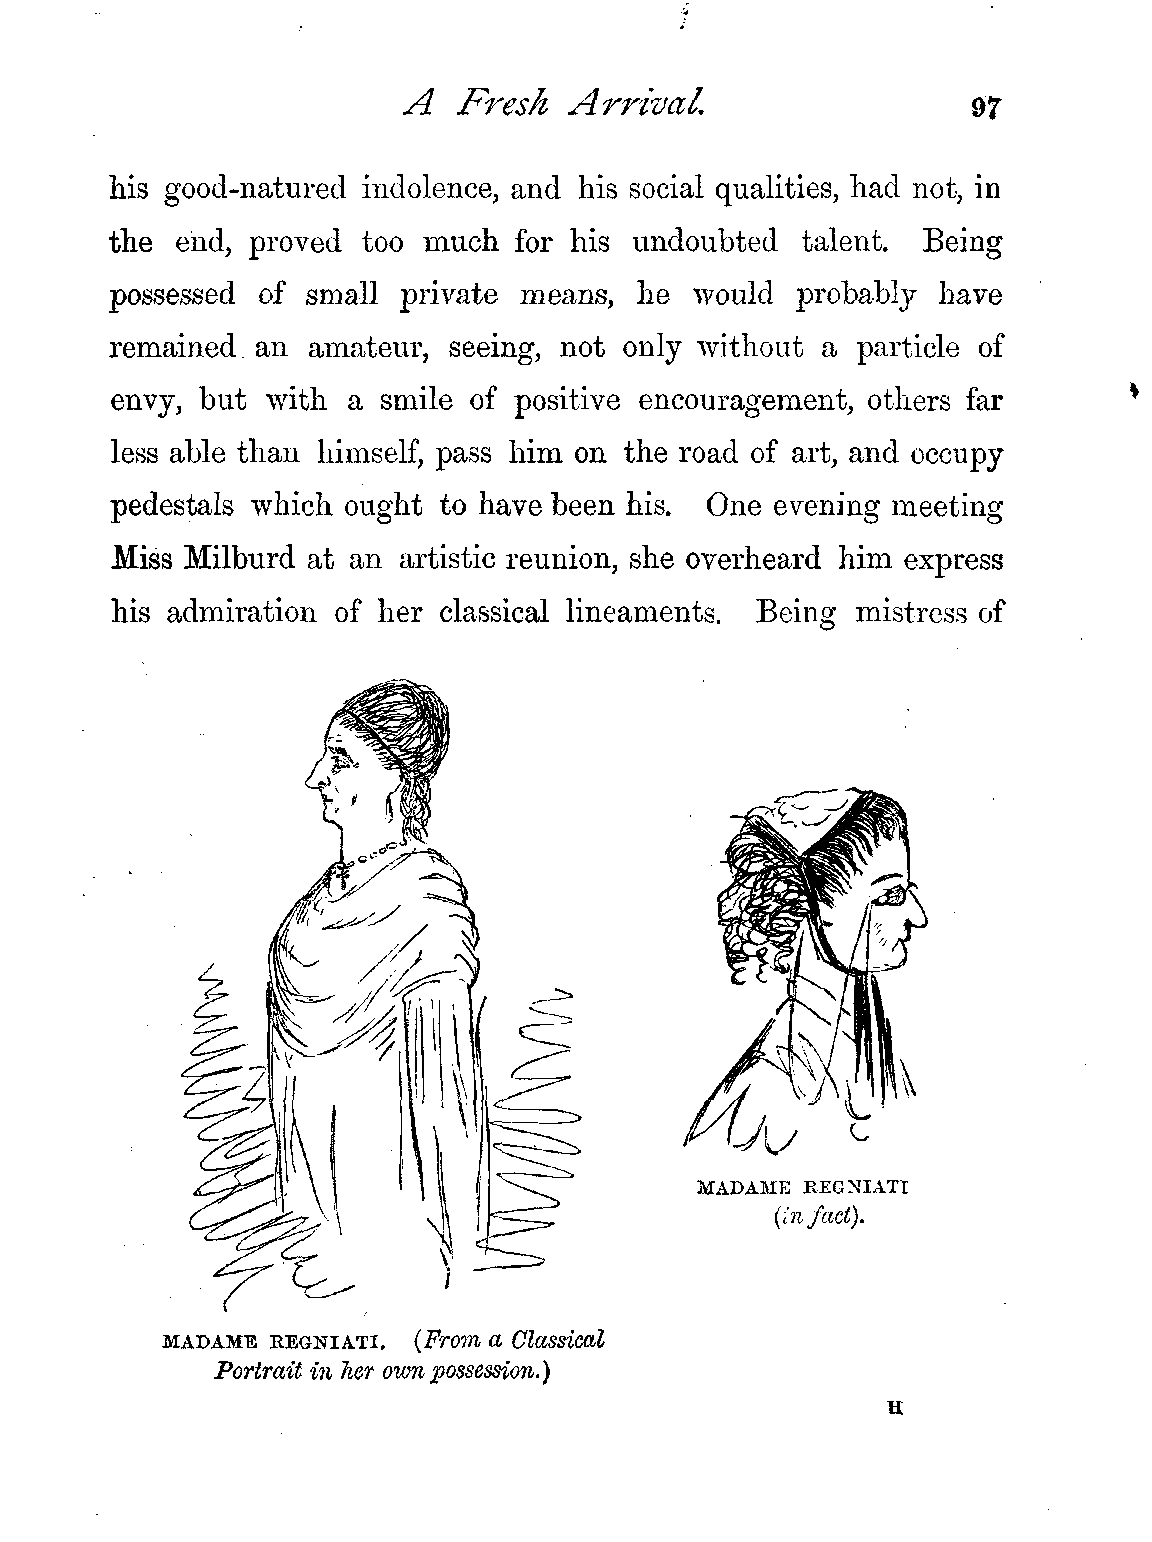 A Fresh Arrival. 97
his good-natured indolence, and his social qualities, had not, in
the end, proved too much for his undoubted talent. Being
possessed of small private means, he would probably have
remained an amateur, seeing, not only without a particle of
envy, but with a smile of positive encouragement, others far
less able than himself, pass him on the road of art, and occupy
pedestals which ought to have been his. One evening meeting
Miss Milburd at an artistic reunion, she overheard him express
his admiration of her classical lineaments. Being mistress of
MADAME REGNIATI
(in fact).
MADAME REGNIATI. (From a Classical
Portrait in her own possession.)
H